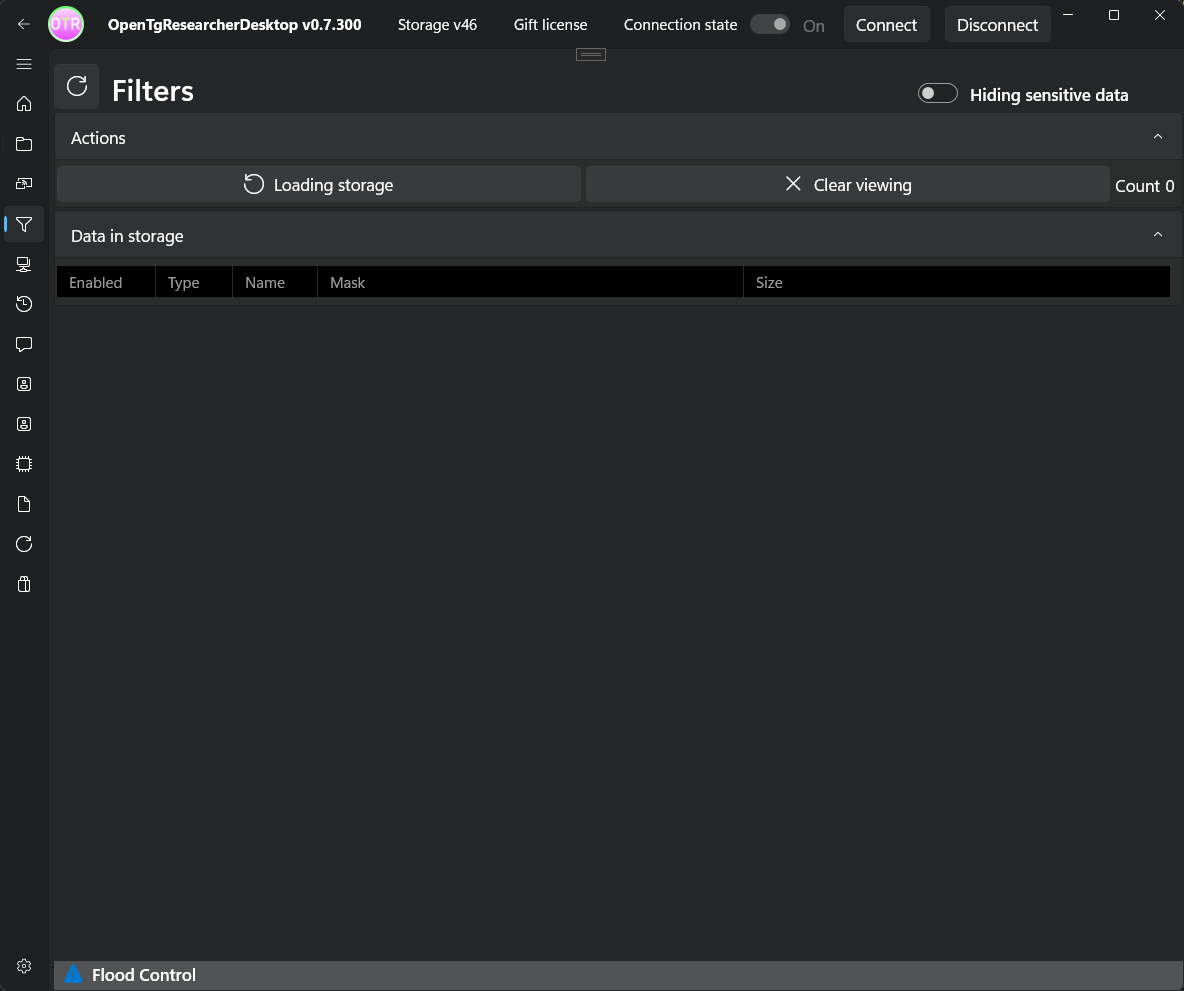 OTR OpenTgResearcherDesktop v0.7.300 Storage v46 Gift license Connection state On Connect Disconnect
Filters
Hiding sensitive data
Actions
Loading storage Clear viewing Count 0
Data in storage
Enabled Type Name Mask Size
Flood Control